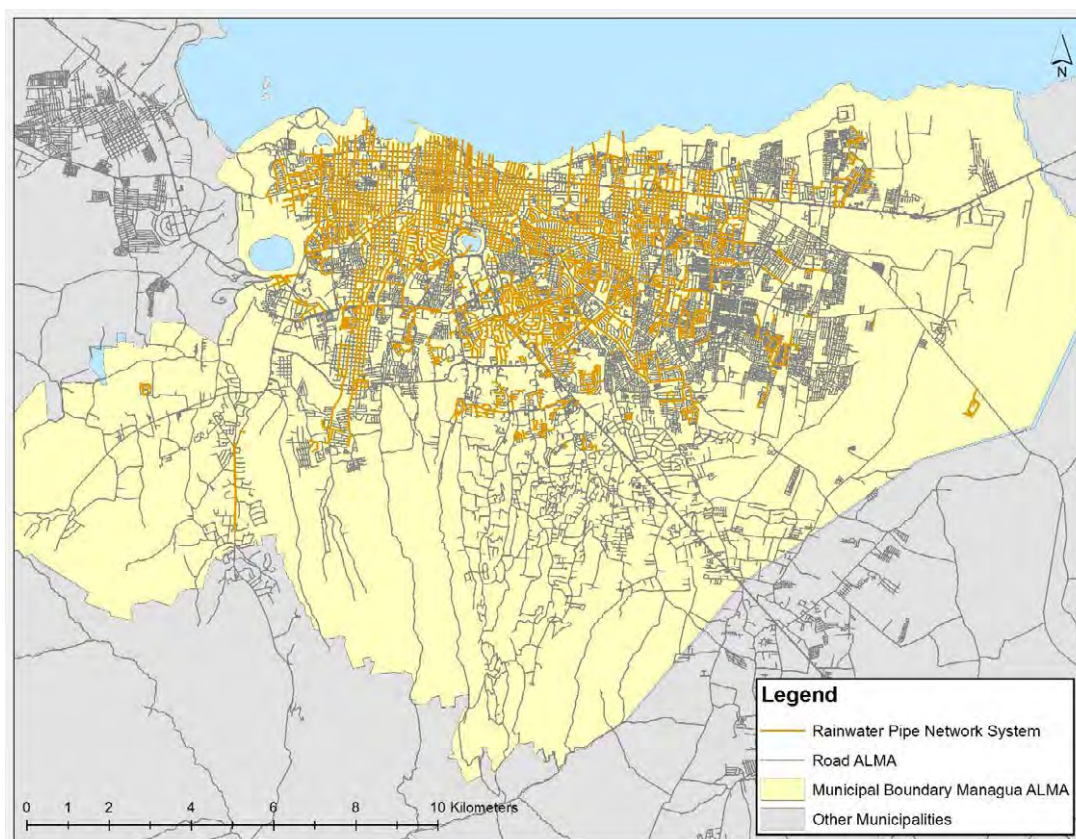 N
Legend
Rainwater Pipe Network System
Road ALMA
Municipal Boundary Managua ALMA
Other Municipalities
0 1 2 4 6 8 10 Kilometers